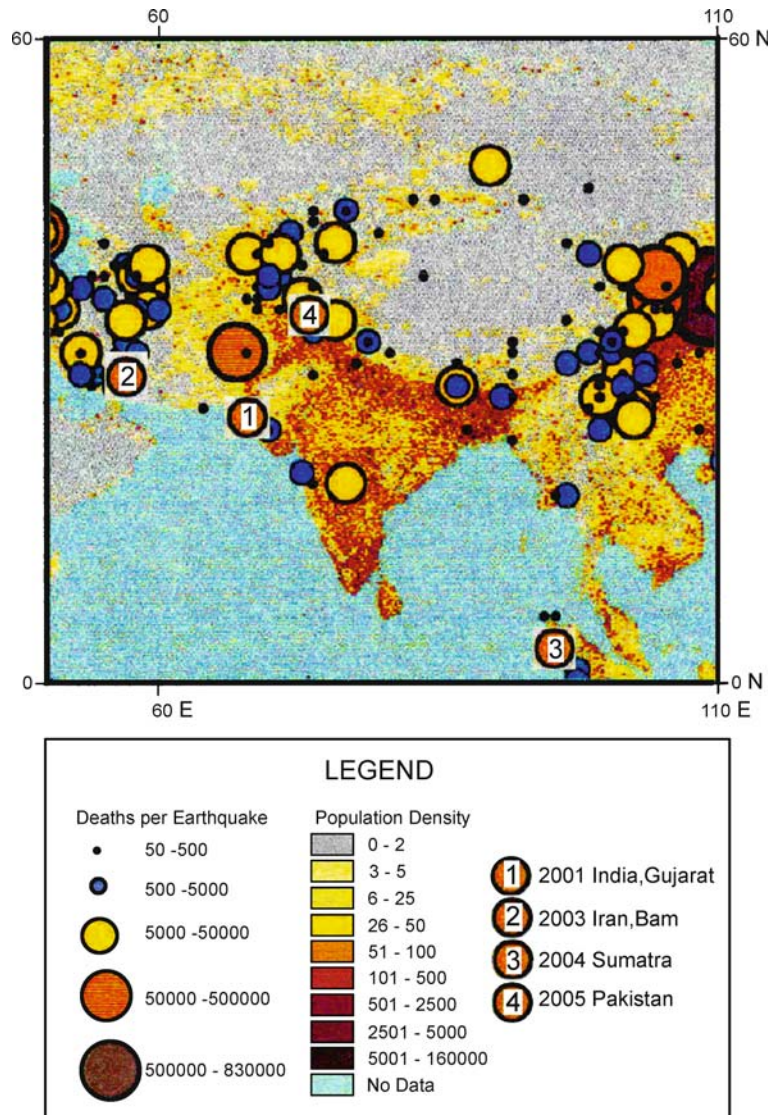 60 110
60 60 N
4
2
1
3
0 0 N
60 E 110 E
LEGEND
Deaths per Earthquake
50 -500
500 -5000
5000 -50000
50000 -500000
500000 - 830000
Population Density
0 - 2
3 - 5
6 - 25
26 - 50
51 - 100
101 - 500
501 - 2500
2501 - 5000
5001 - 160000
No Data
1 2001 India,Gujarat
2 2003 Iran,Bam
3 2004 Sumatra
4 2005 Pakistan